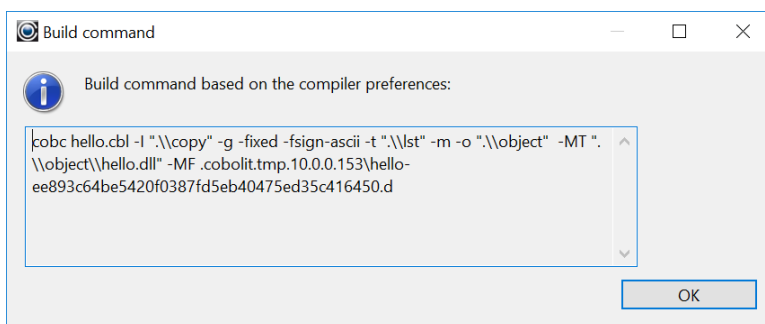 Build command
Build command based on the compiler preferences:
cobc hello.cbl -I ".\\copy" -g -fixed -fsign-ascii -t ".\\lst" -m -o ".\\object"  -MT ".
\\object\\hello.dll" -MF .cobolit.tmp.10.0.0.153\hello-
ee893c64be5420f0387fd5eb40475ed35c416450.d
OK